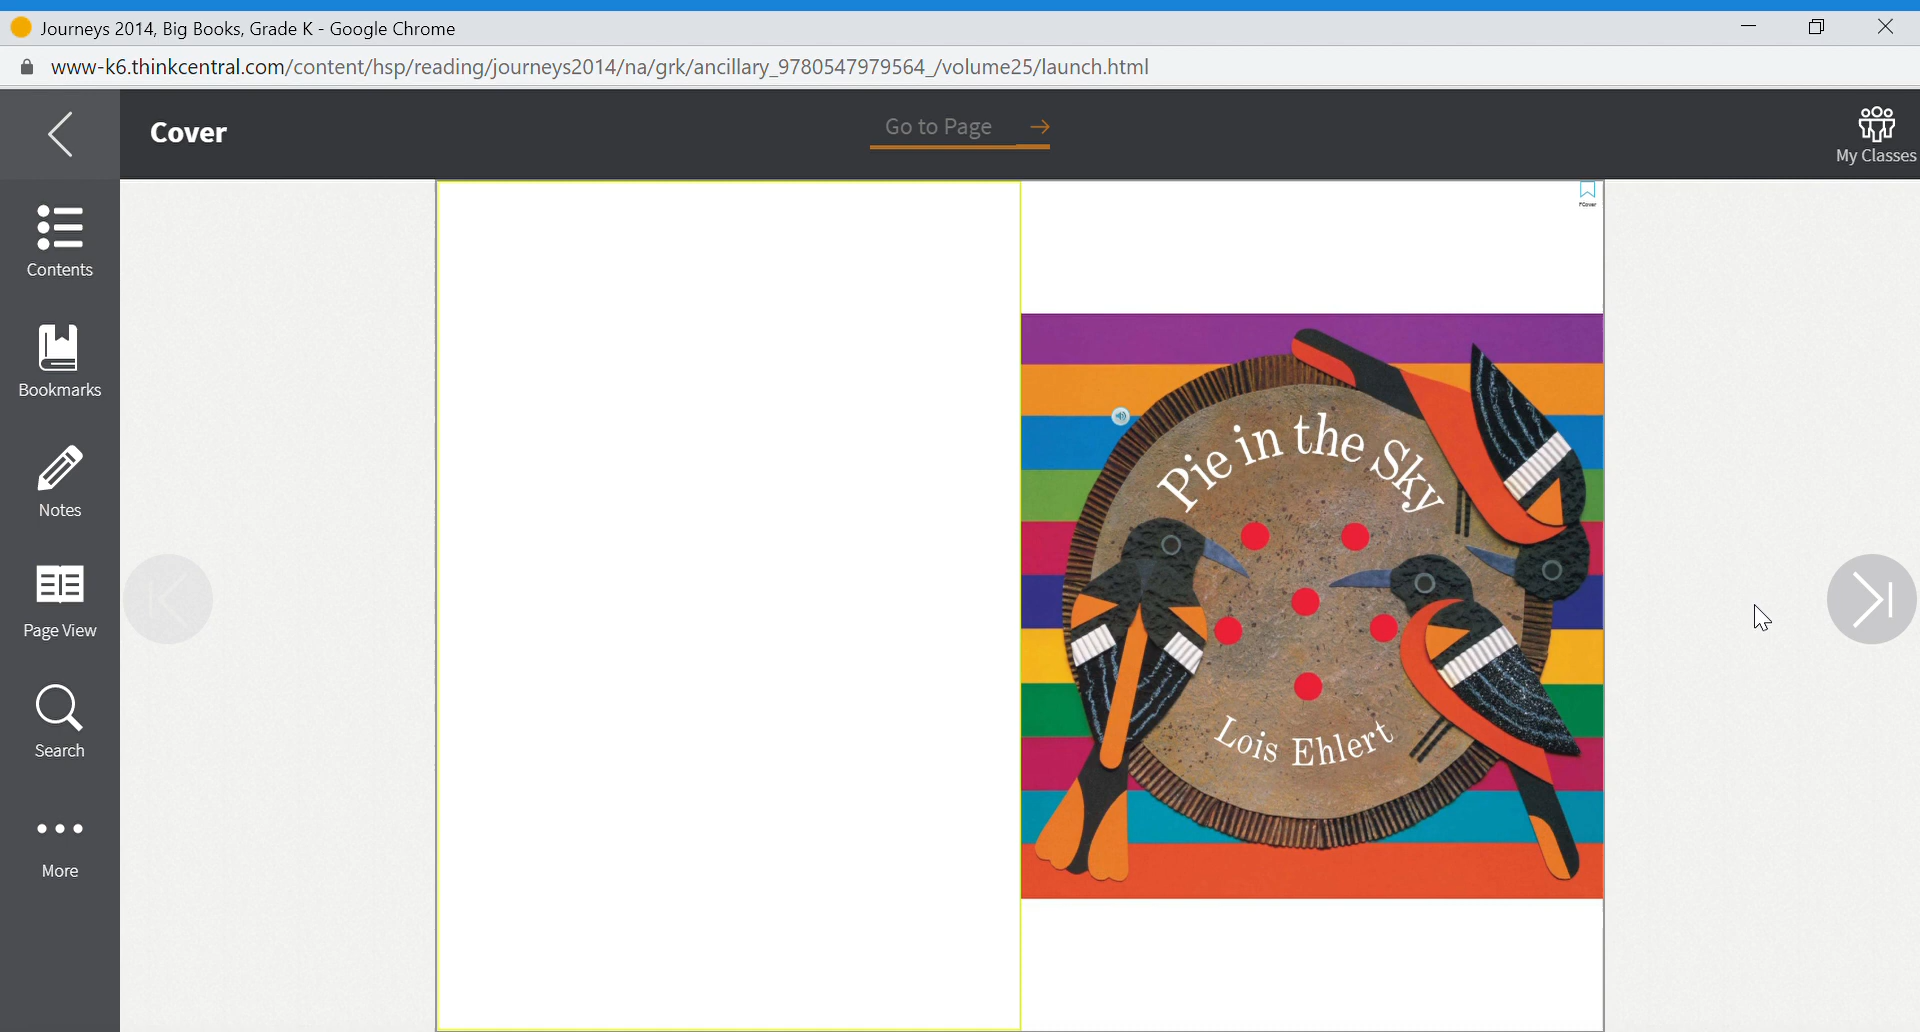 Journeys 2014, Big Books, Grade K - Google Chrome
www-k6.thinkcentral.com/content/hsp/reading/journeys2014/na/grk/ancillary_9780547979564_/volume25/launch.html
Cover
Go to Page
My Classes
Contents
Bookmarks
Notes
Page View
Search
More
FCover
Pie in the Sky
Lois Ehlert